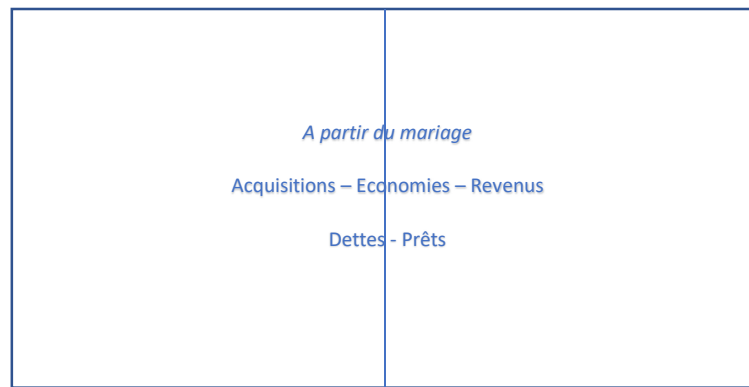 A partir du mariage
Acquisitions – Economies – Revenus
Dettes - Prêts